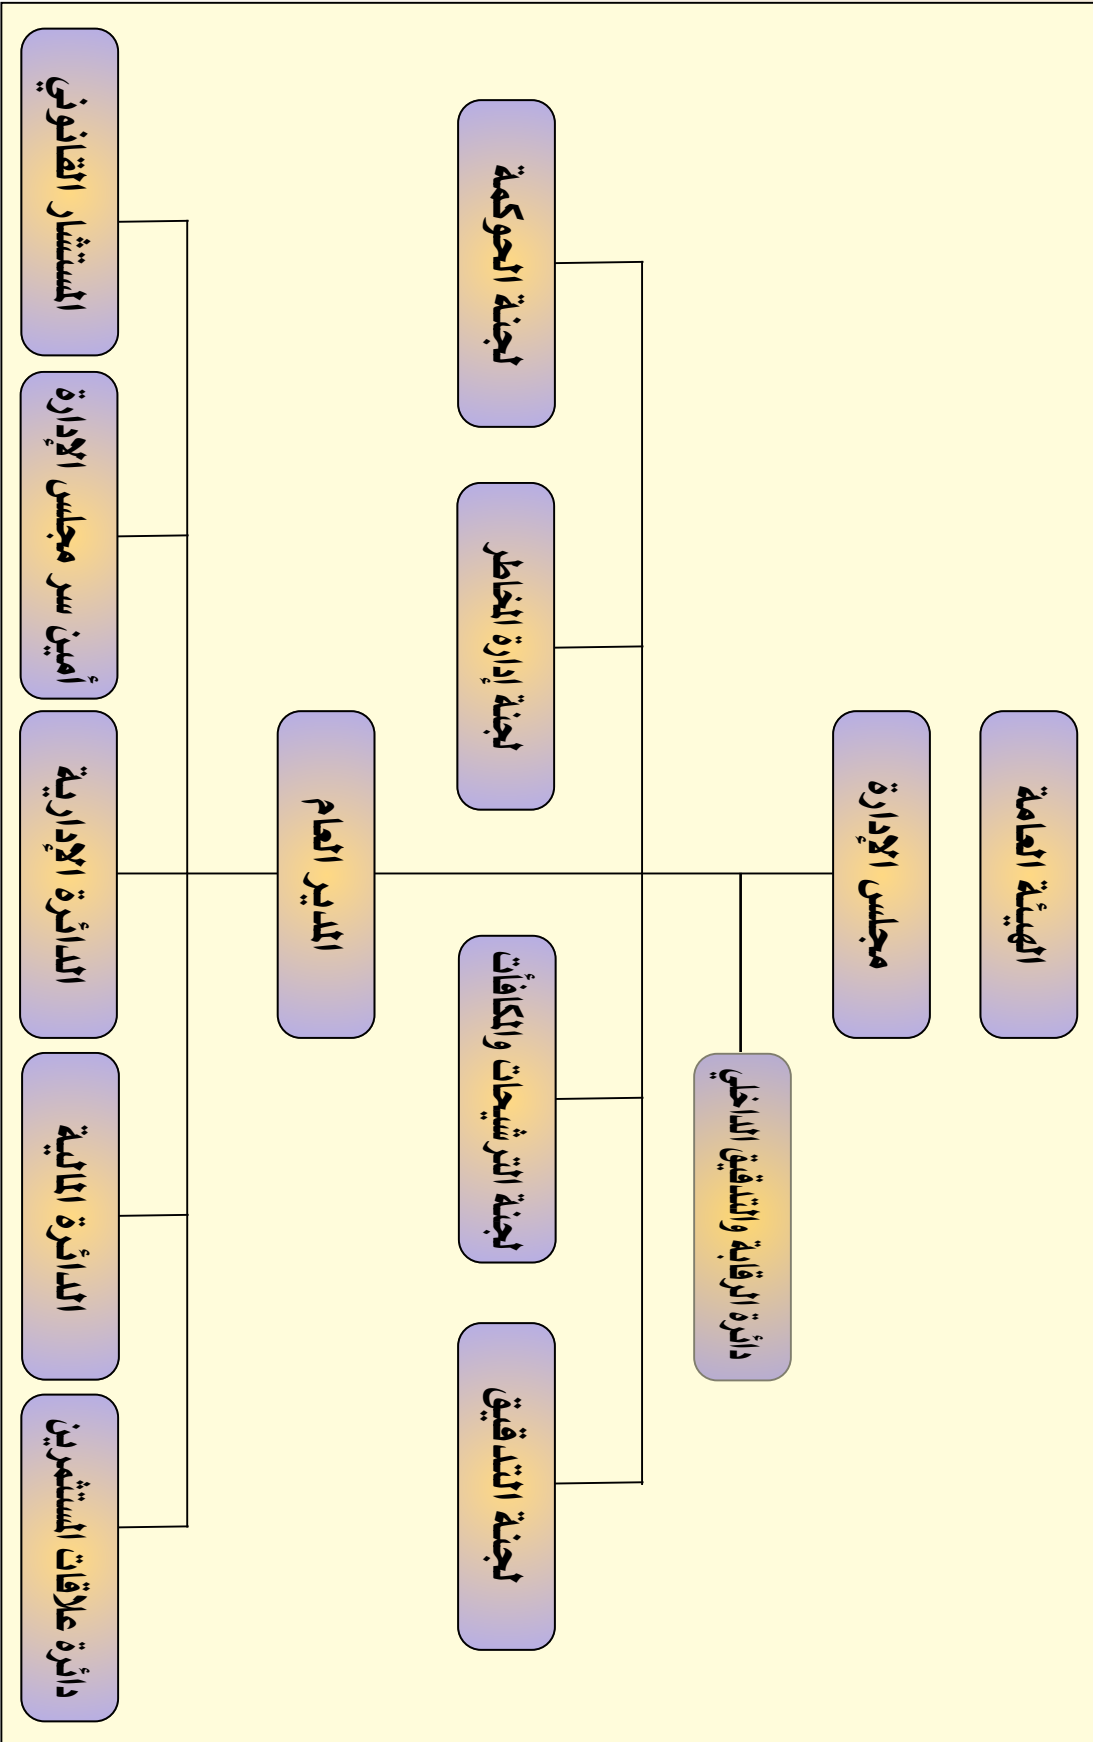 الهيئة العامة
مجلس الإدارة
دائرة الرقابة والتدقيق الداخلي
لجنة التدقيق
لجنة الترشيحات والمكافأت
لجنة إدارة المخاطر
لجنة الحوكمة
المدير العام
دائرة علاقات المستثمرين
الدائرة المالية
الدائرة الإدارية
أمين سر مجلس الإدارة
المستشار القانوني